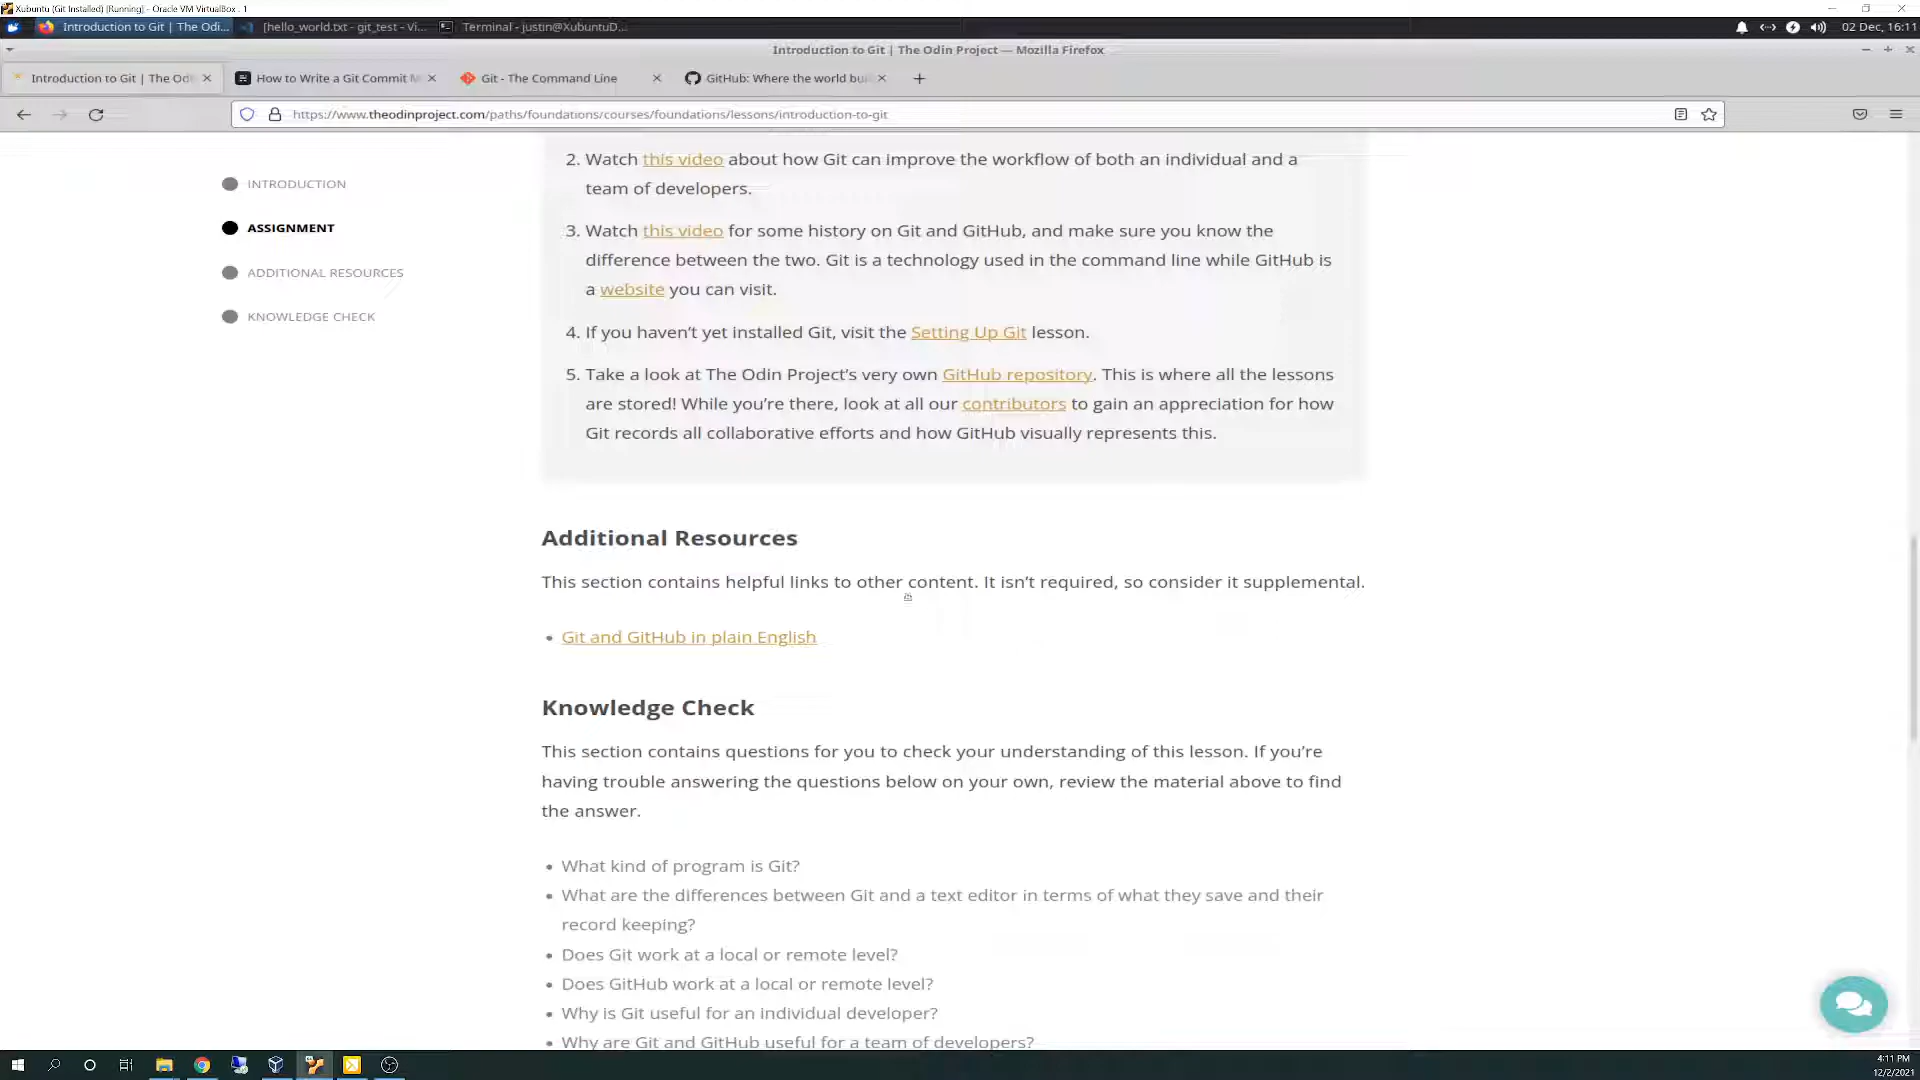 Xubuntu (Git Installed) [Running] - Oracle VM VirtualBox : 1
Introduction to Git | The Odi...
[hello_world.txt - git_test - Vi...
Terminal - justin@XubuntuD...
02 Dec, 16:11
Introduction to Git | The Odin Project — Mozilla Firefox
Introduction to Git | The Odi
How to Write a Git Commit M
Git - The Command Line
GitHub: Where the world bui
https://www.theodinproject.com/paths/foundations/courses/foundations/lessons/introduction-to-git
INTRODUCTION
ASSIGNMENT
ADDITIONAL RESOURCES
KNOWLEDGE CHECK
2. Watch this video about how Git can improve the workflow of both an individual and a
team of developers.
3. Watch this video for some history on Git and GitHub, and make sure you know the
difference between the two. Git is a technology used in the command line while GitHub is
a website you can visit.
4. If you haven’t yet installed Git, visit the Setting Up Git lesson.
5. Take a look at The Odin Project’s very own GitHub repository. This is where all the lessons
are stored! While you’re there, look at all our contributors to gain an appreciation for how
Git records all collaborative efforts and how GitHub visually represents this.
Additional Resources
This section contains helpful links to other content. It isn’t required, so consider it supplemental.
• Git and GitHub in plain English
Knowledge Check
This section contains questions for you to check your understanding of this lesson. If you’re
having trouble answering the questions below on your own, review the material above to find
the answer.
• What kind of program is Git?
• What are the differences between Git and a text editor in terms of what they save and their
record keeping?
• Does Git work at a local or remote level?
• Does GitHub work at a local or remote level?
• Why is Git useful for an individual developer?
• Why are Git and GitHub useful for a team of developers?
4:11 PM
12/2/2021